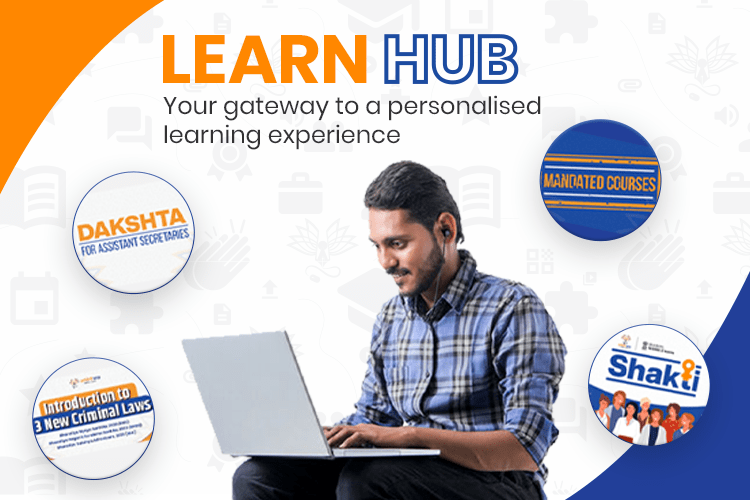 LEARN HUB
Your gateway to a personalised
learning experience
MANDATED COURSES
DAKSHTA
FOR ASSISTANT SECRETARIES
Shakti
Introduction to
3 New Criminal Laws